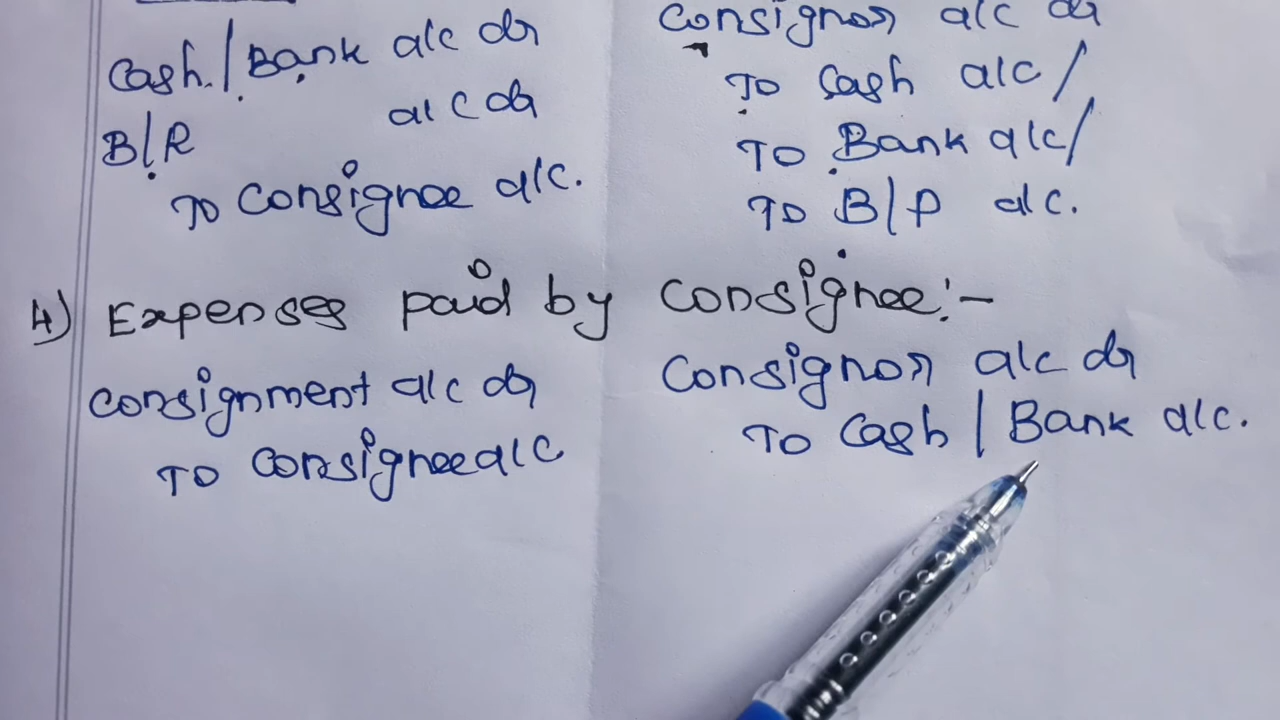 Cash / Bank a/c dr
B/R a/c dr
To Consignee a/c.
Consignor a/c dr
To Cash a/c /
To Bank a/c /
To B/P a/c.
4) Expenses paid by Consignee:-
Consignment a/c dr
To Consignee a/c
Consignor a/c dr
To Cash / Bank a/c.